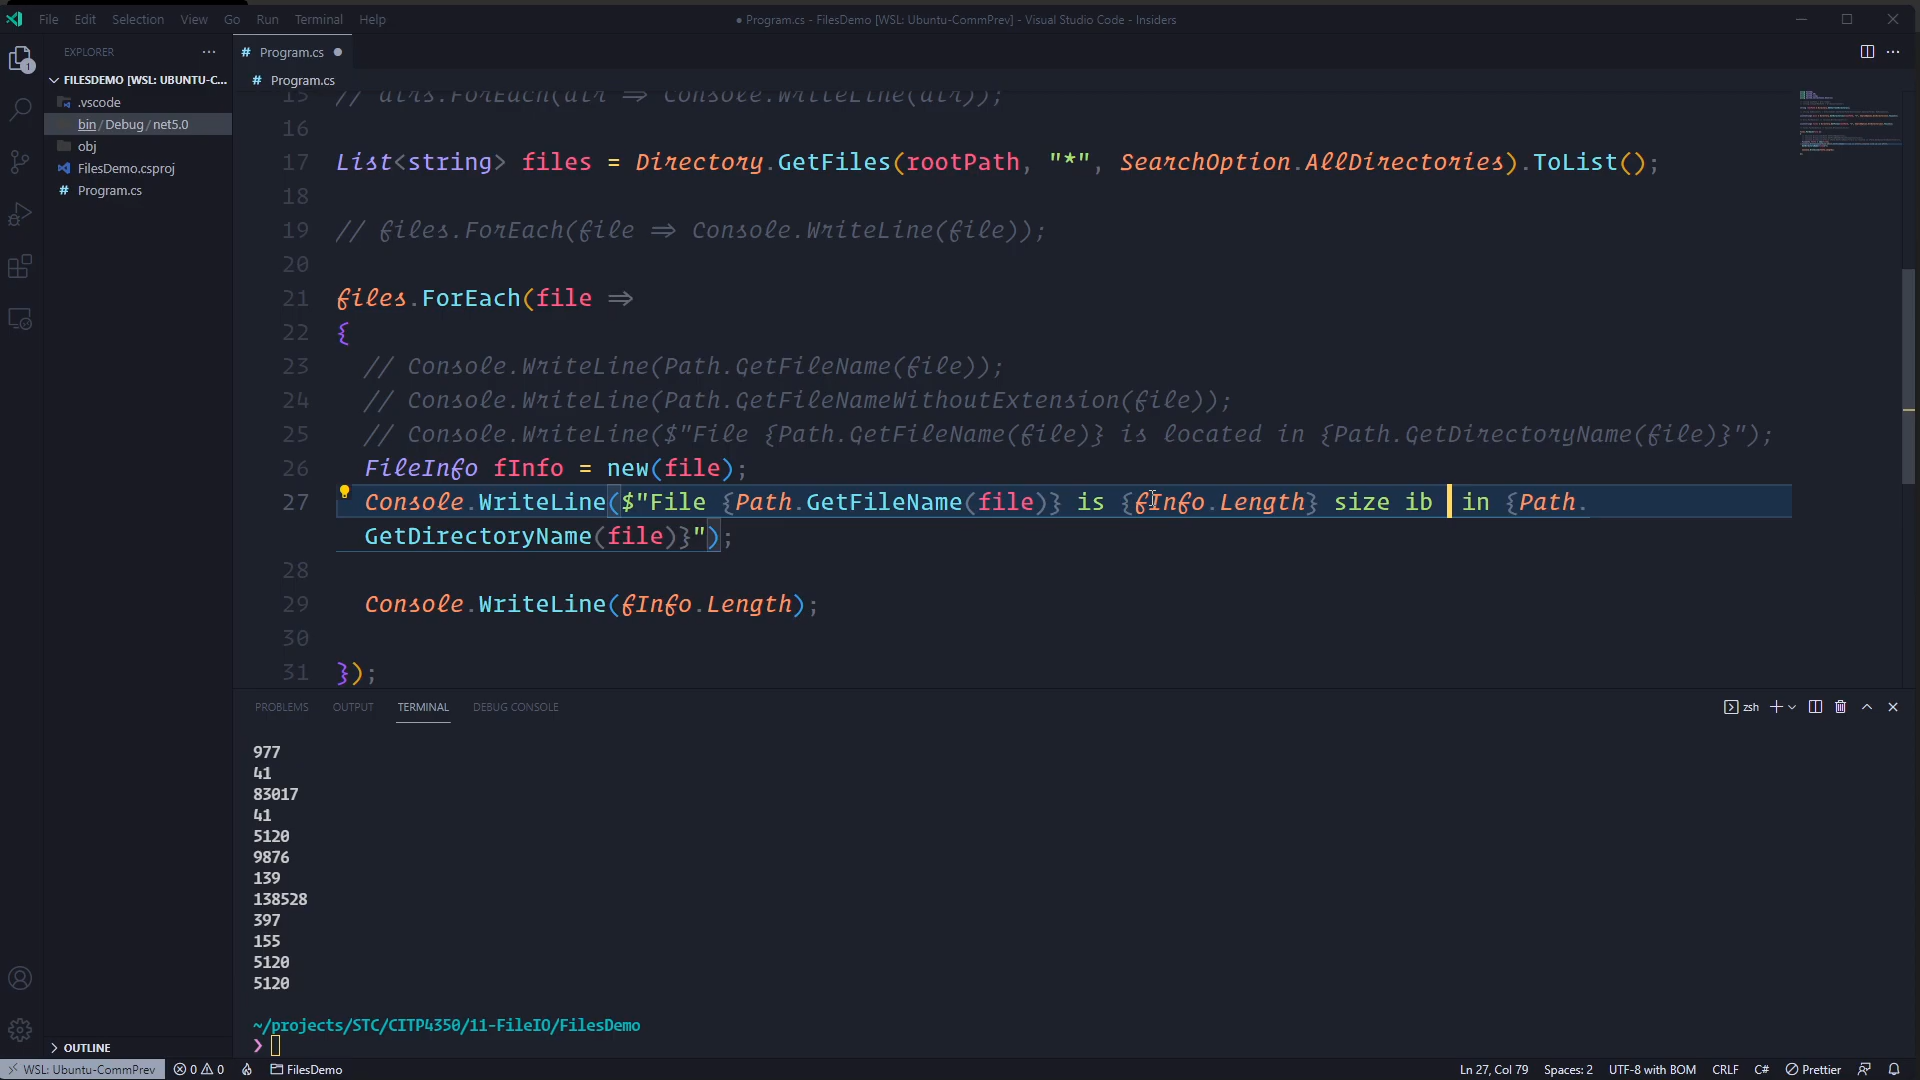 File Edit Selection View Go Run Terminal Help
● Program.cs - FilesDemo [WSL: Ubuntu-CommPrev] - Visual Studio Code - Insiders
EXPLORER ...
# Program.cs ●
# Program.cs
FILESDEMO [WSL: UBUNTU-C...
.vscode
bin / Debug / net5.0
obj
FilesDemo.csproj
# Program.cs
1
15 // dirs.ForEach(dir => Console.WriteLine(dir));
16
17 List<string> files = Directory.GetFiles(rootPath, "*", SearchOption.AllDirectories).ToList();
18
19 // files.ForEach(file => Console.WriteLine(file));
20
21 files.ForEach(file =>
22 {
23 // Console.WriteLine(Path.GetFileName(file));
24 // Console.WriteLine(Path.GetFileNameWithoutExtension(file));
25 // Console.WriteLine($"File {Path.GetFileName(file)} is located in {Path.GetDirectoryName(file)}");
26 FileInfo fInfo = new(file);
27 Console.WriteLine($"File {Path.GetFileName(file)} is {fInfo.Length} size ib  in {Path.
GetDirectoryName(file)}");
28
29 Console.WriteLine(fInfo.Length);
30
31 });
PROBLEMS OUTPUT TERMINAL DEBUG CONSOLE
zsh
977
41
83017
41
5120
9876
139
138528
397
155
5120
5120
~/projects/STC/CITP4350/11-FileIO/FilesDemo
❯
OUTLINE
WSL: Ubuntu-CommPrev 0 0 FilesDemo
Ln 27, Col 79 Spaces: 2 UTF-8 with BOM CRLF C# Prettier